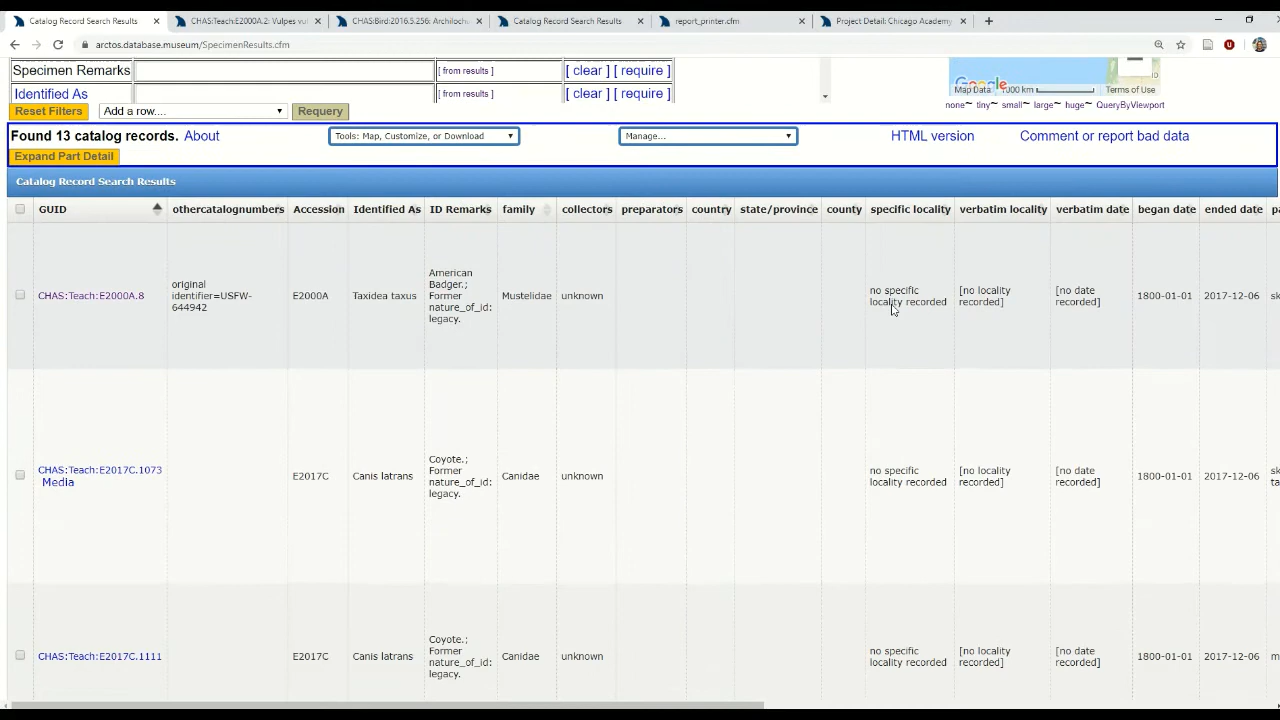 Catalog Record Search Results
CHAS:Teach:E2000A.2: Vulpes vul
CHAS:Bird:2016.5.256: Archiloch
Catalog Record Search Results
report_printer.cfm
Project Detail: Chicago Academy
arctos.database.museum/SpecimenResults.cfm
Specimen Remarks [ from results ] [ clear ] [ require ]
Identified As [ from results ] [ clear ] [ require ]
Google Map Data Terms of Use
none~ tiny~ small~ large~ huge~ QueryByViewport
Reset Filters Add a row.... Requery
Found 13 catalog records. About Tools: Map, Customize, or Download Manage... HTML version Comment or report bad data
Expand Part Detail
Catalog Record Search Results
GUID othercatalognumbers Accession Identified As ID Remarks family collectors preparators country state/province county specific locality verbatim locality verbatim date began date ended date
CHAS:Teach:E2000A.8
original
identifier=USFW-
644942
E2000A
Taxidea taxus
American
Badger.;
Former
nature_of_id:
legacy.
Mustelidae
unknown
no specific
locality recorded
[no locality
recorded]
[no date
recorded]
1800-01-01
2017-12-06
CHAS:Teach:E2017C.1073
Media
E2017C
Canis latrans
Coyote.;
Former
nature_of_id:
legacy.
Canidae
unknown
no specific
locality recorded
[no locality
recorded]
[no date
recorded]
1800-01-01
2017-12-06
CHAS:Teach:E2017C.1111
E2017C
Canis latrans
Coyote.;
Former
nature_of_id:
legacy.
Canidae
unknown
no specific
locality recorded
[no locality
recorded]
[no date
recorded]
1800-01-01
2017-12-06